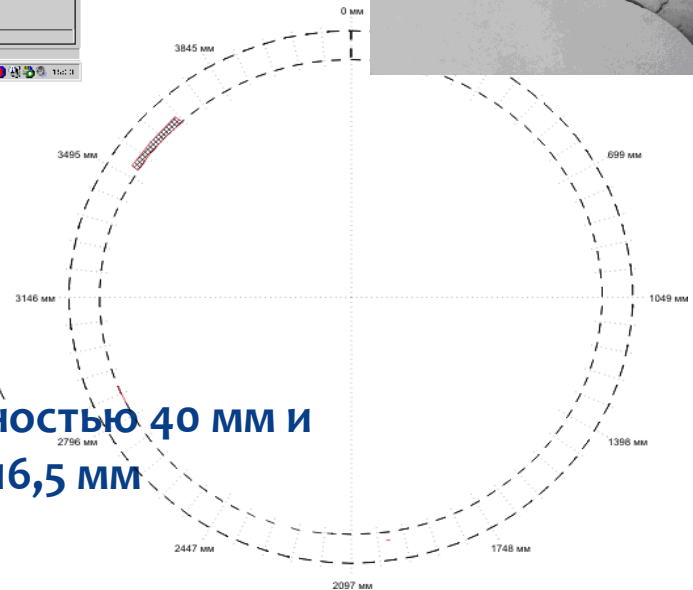 0 мм
3845 мм
3495 мм
699 мм
3146 мм
1049 мм
ностью 40 мм и
2796 мм
1398 мм
16,5 мм
2447 мм
1748 мм
2097 мм